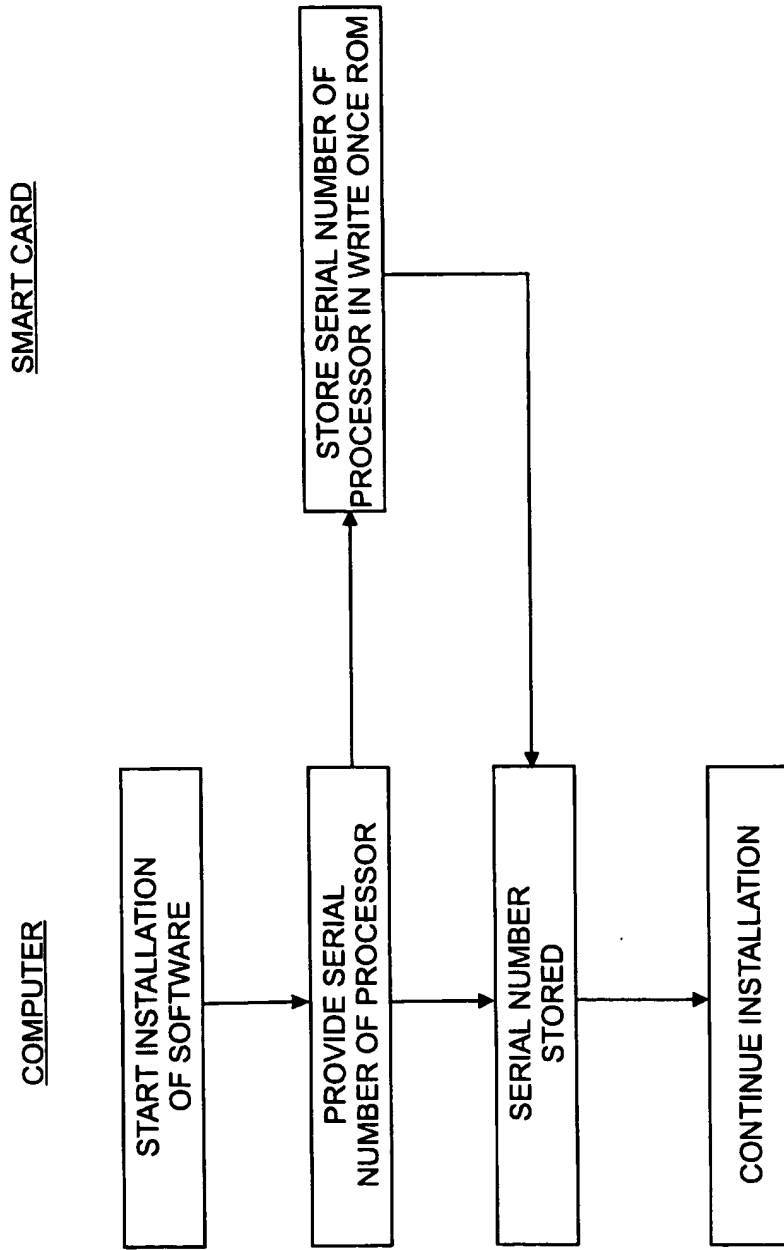 COMPUTER
SMART CARD
START INSTALLATION
OF SOFTWARE
PROVIDE SERIAL
NUMBER OF PROCESSOR
STORE SERIAL NUMBER OF
PROCESSOR IN WRITE ONCE ROM
SERIAL NUMBER
STORED
CONTINUE INSTALLATION